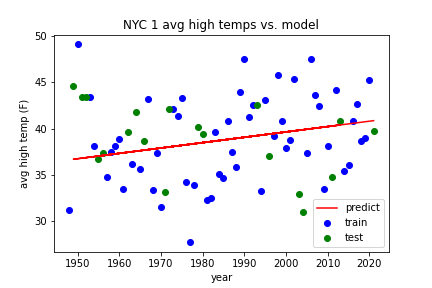 NYC 1 avg high temps vs. model
50
45
40
35
30
avg high temp (F)
predict
train
test
1950 1960 1970 1980 1990 2000 2010 2020
year